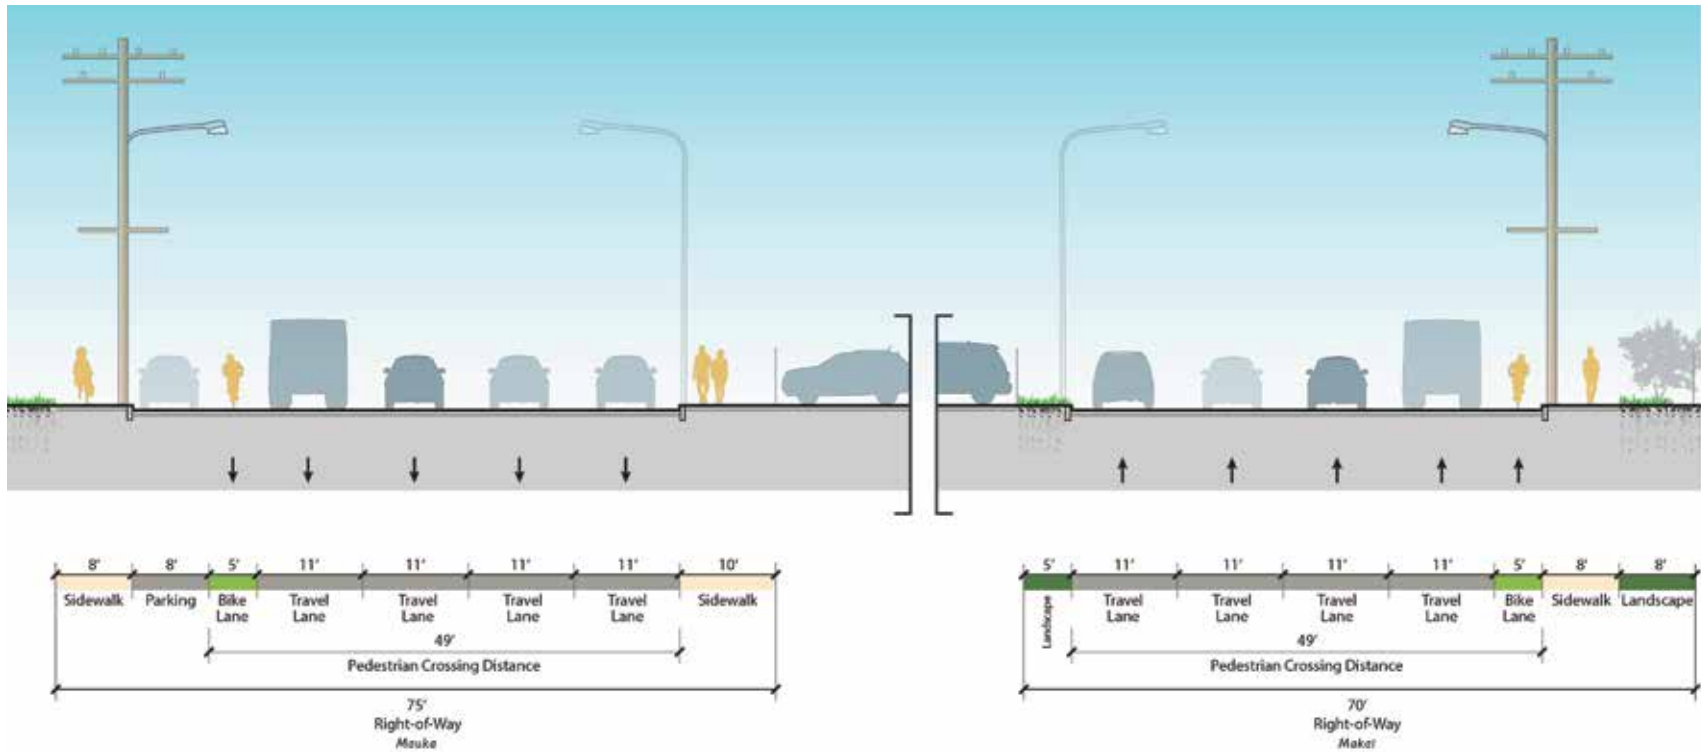 8' 8' 5' 11' 11' 11' 11' 10'
Sidewalk Parking Bike Lane Travel Lane Travel Lane Travel Lane Travel Lane Sidewalk
49'
Pedestrian Crossing Distance
75'
Right-of-Way
Mauka
5' 11' 11' 11' 11' 5' 8' 8'
Landscape Travel Lane Travel Lane Travel Lane Travel Lane Bike Lane Sidewalk Landscape
49'
Pedestrian Crossing Distance
70'
Right-of-Way
Makai